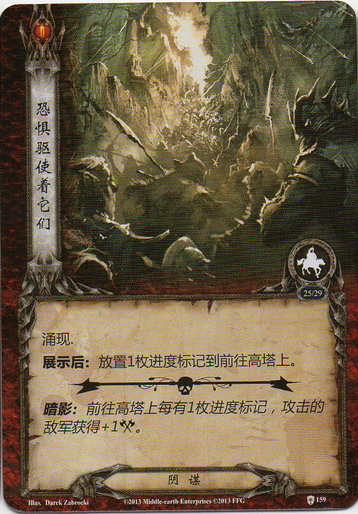 恐惧驱使着它们
25/29
涌现.
展示后：放置1枚进度标记到前往高塔上。
暗影：前往高塔上每有1枚进度标记，攻击的
敌军获得+1。
阴谋
Illus. Darek Zabrocki
©2013 Middle-earth Enterprises ©2013 FFG
159